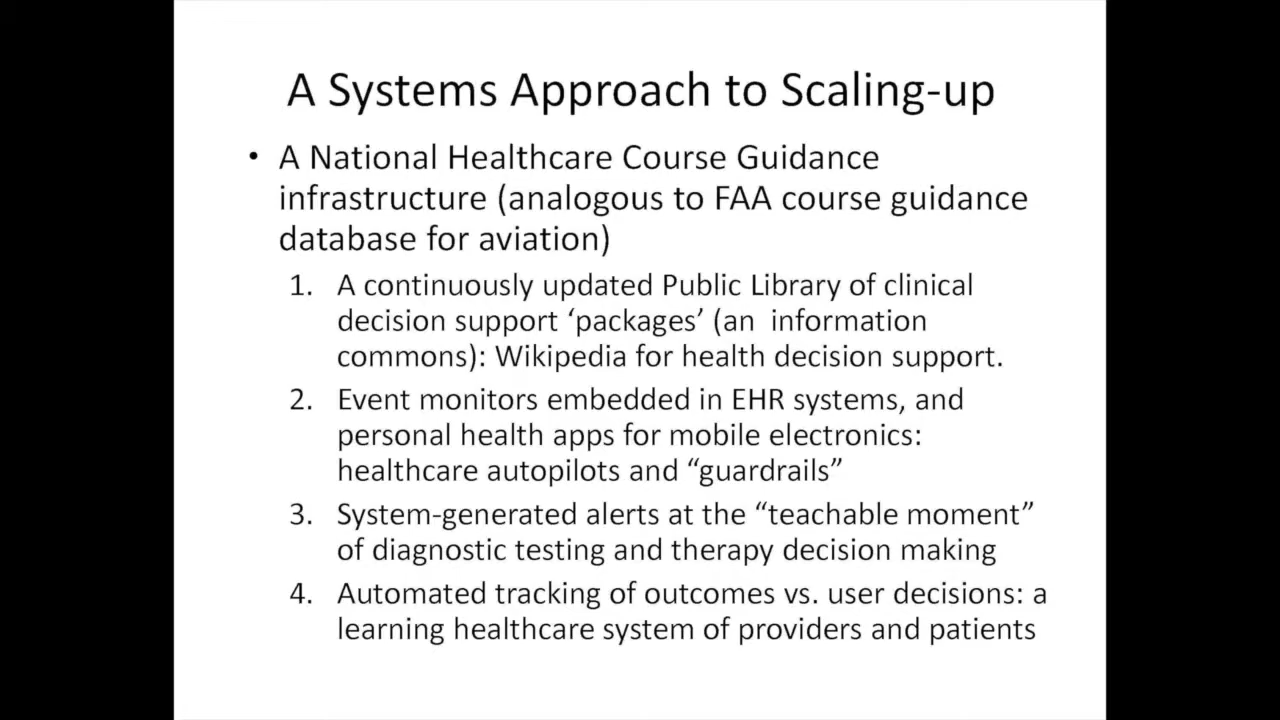 A Systems Approach to Scaling-up
• A National Healthcare Course Guidance
infrastructure (analogous to FAA course guidance
database for aviation)
1. A continuously updated Public Library of clinical
decision support ‘packages’ (an  information
commons): Wikipedia for health decision support.
2. Event monitors embedded in EHR systems, and
personal health apps for mobile electronics:
healthcare autopilots and “guardrails”
3. System-generated alerts at the “teachable moment”
of diagnostic testing and therapy decision making
4. Automated tracking of outcomes vs. user decisions: a
learning healthcare system of providers and patients